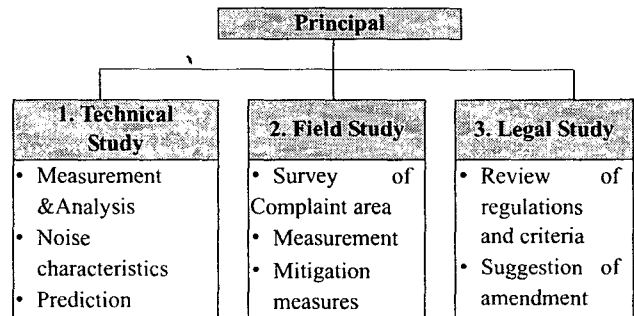 Principal
1. Technical
Study
• Measurement
&Analysis
• Noise
characteristics
• Prediction
2. Field Study
• Survey of
Complaint area
• Measurement
• Mitigation
measures
3. Legal Study
• Review of
regulations
and criteria
• Suggestion of
amendment